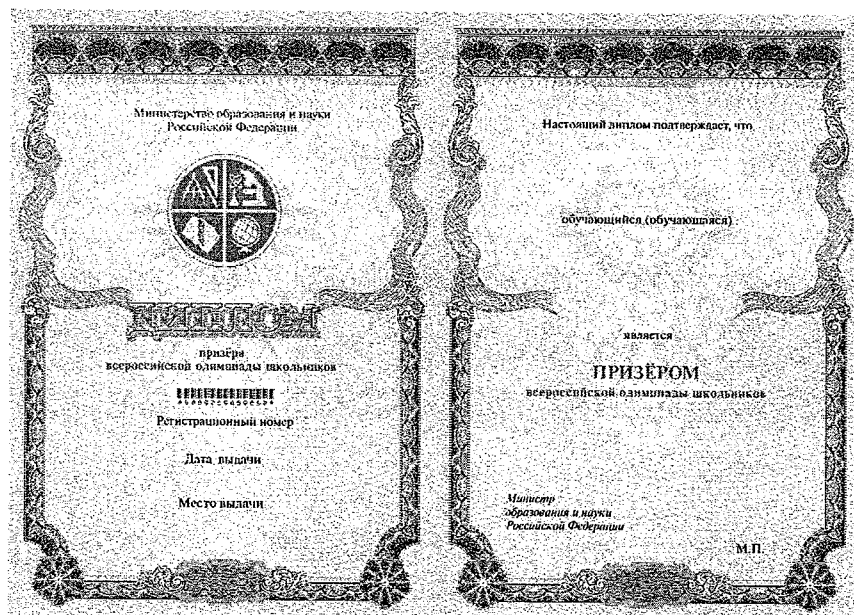 Министерство образования и науки
Российской Федерации
ДИПЛОМ
призёра
всероссийской олимпиады школьников
Регистрационный номер
Дата выдачи
Место выдачи
Настоящий диплом подтверждает, что
обучающийся (обучающаяся)
является
ПРИЗЁРОМ
всероссийской олимпиады школьников
Министр
образования и науки
Российской Федерации
М.П.